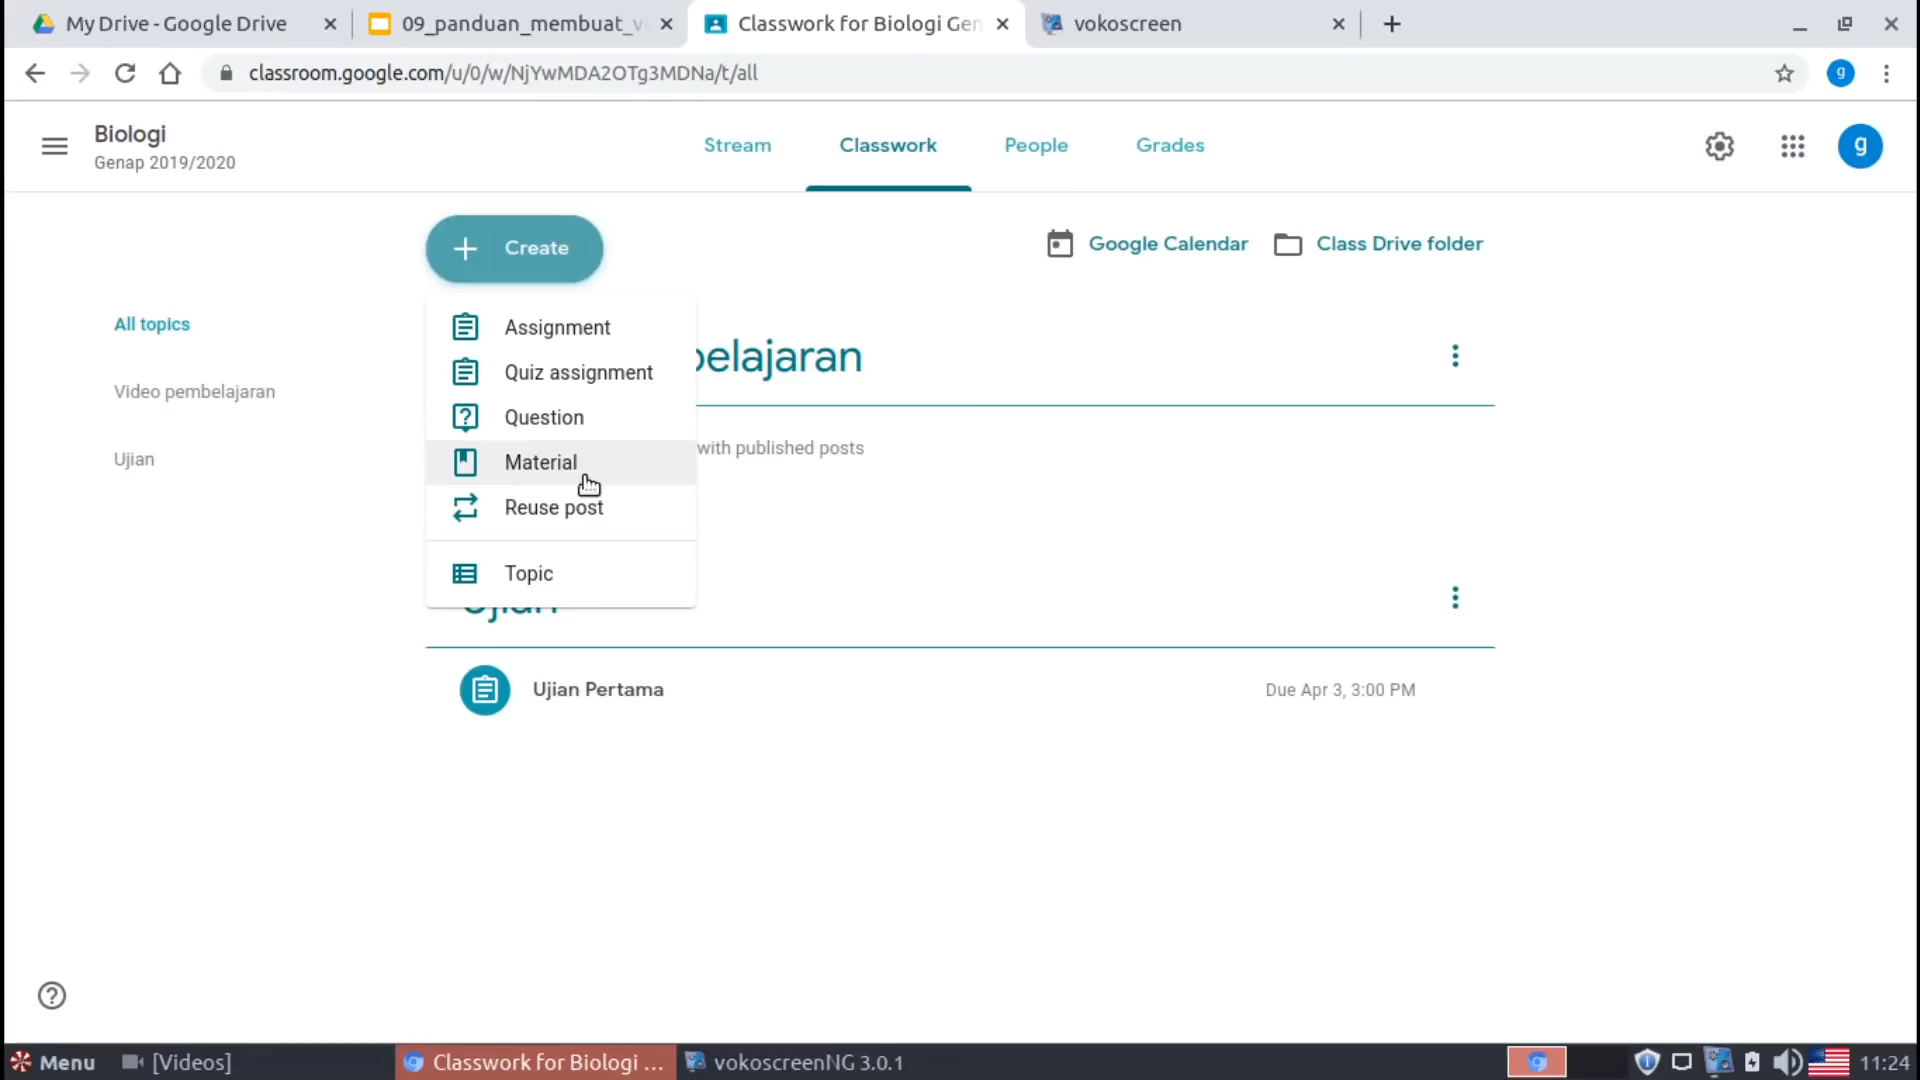 My Drive - Google Drive
09_panduan_membuat_v
Classwork for Biologi Gen
vokoscreen
classroom.google.com/u/0/w/NjYwMDA2OTg3MDNa/t/all
g
Biologi
Genap 2019/2020
Stream
Classwork
People
Grades
g
Create
Google Calendar
Class Drive folder
All topics
Video pembelajaran
Ujian
Assignment
Quiz assignment
Question
Material
Reuse post
Topic
belajaran
with published posts
Ujian
Ujian Pertama
Due Apr 3, 3:00 PM
Menu
[Videos]
Classwork for Biologi ...
vokoscreenNG 3.0.1
11:24